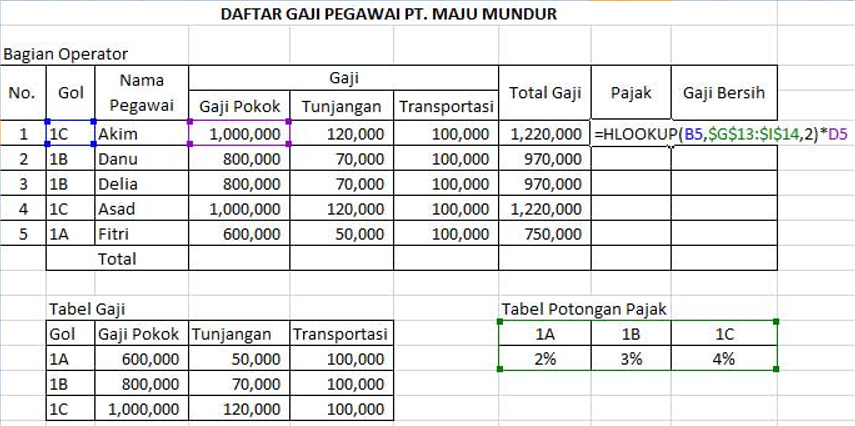 DAFTAR GAJI PEGAWAI PT. MAJU MUNDUR
Bagian Operator
No. Gol Nama Pegawai Gaji Total Gaji Pajak Gaji Bersih
Gaji Pokok Tunjangan Transportasi
1 1C Akim 1,000,000 120,000 100,000 1,220,000 =HLOOKUP(B5,$G$13:$I$14,2)*D5
2 1B Danu 800,000 70,000 100,000 970,000
3 1B Delia 800,000 70,000 100,000 970,000
4 1C Asad 1,000,000 120,000 100,000 1,220,000
5 1A Fitri 600,000 50,000 100,000 750,000
Total
Tabel Gaji
Gol Gaji Pokok Tunjangan Transportasi
1A 600,000 50,000 100,000
1B 800,000 70,000 100,000
1C 1,000,000 120,000 100,000
Tabel Potongan Pajak
1A 1B 1C
2% 3% 4%